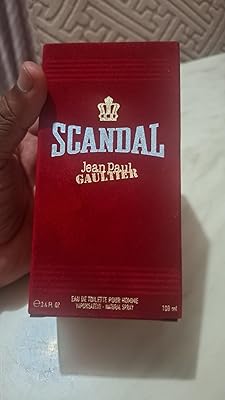 SCANDAL
Jean Paul
GAULTIER
EAU DE TOILETTE POUR HOMME
VAPORISATEUR - NATURAL SPRAY
e 3.4 FL OZ
100 ml